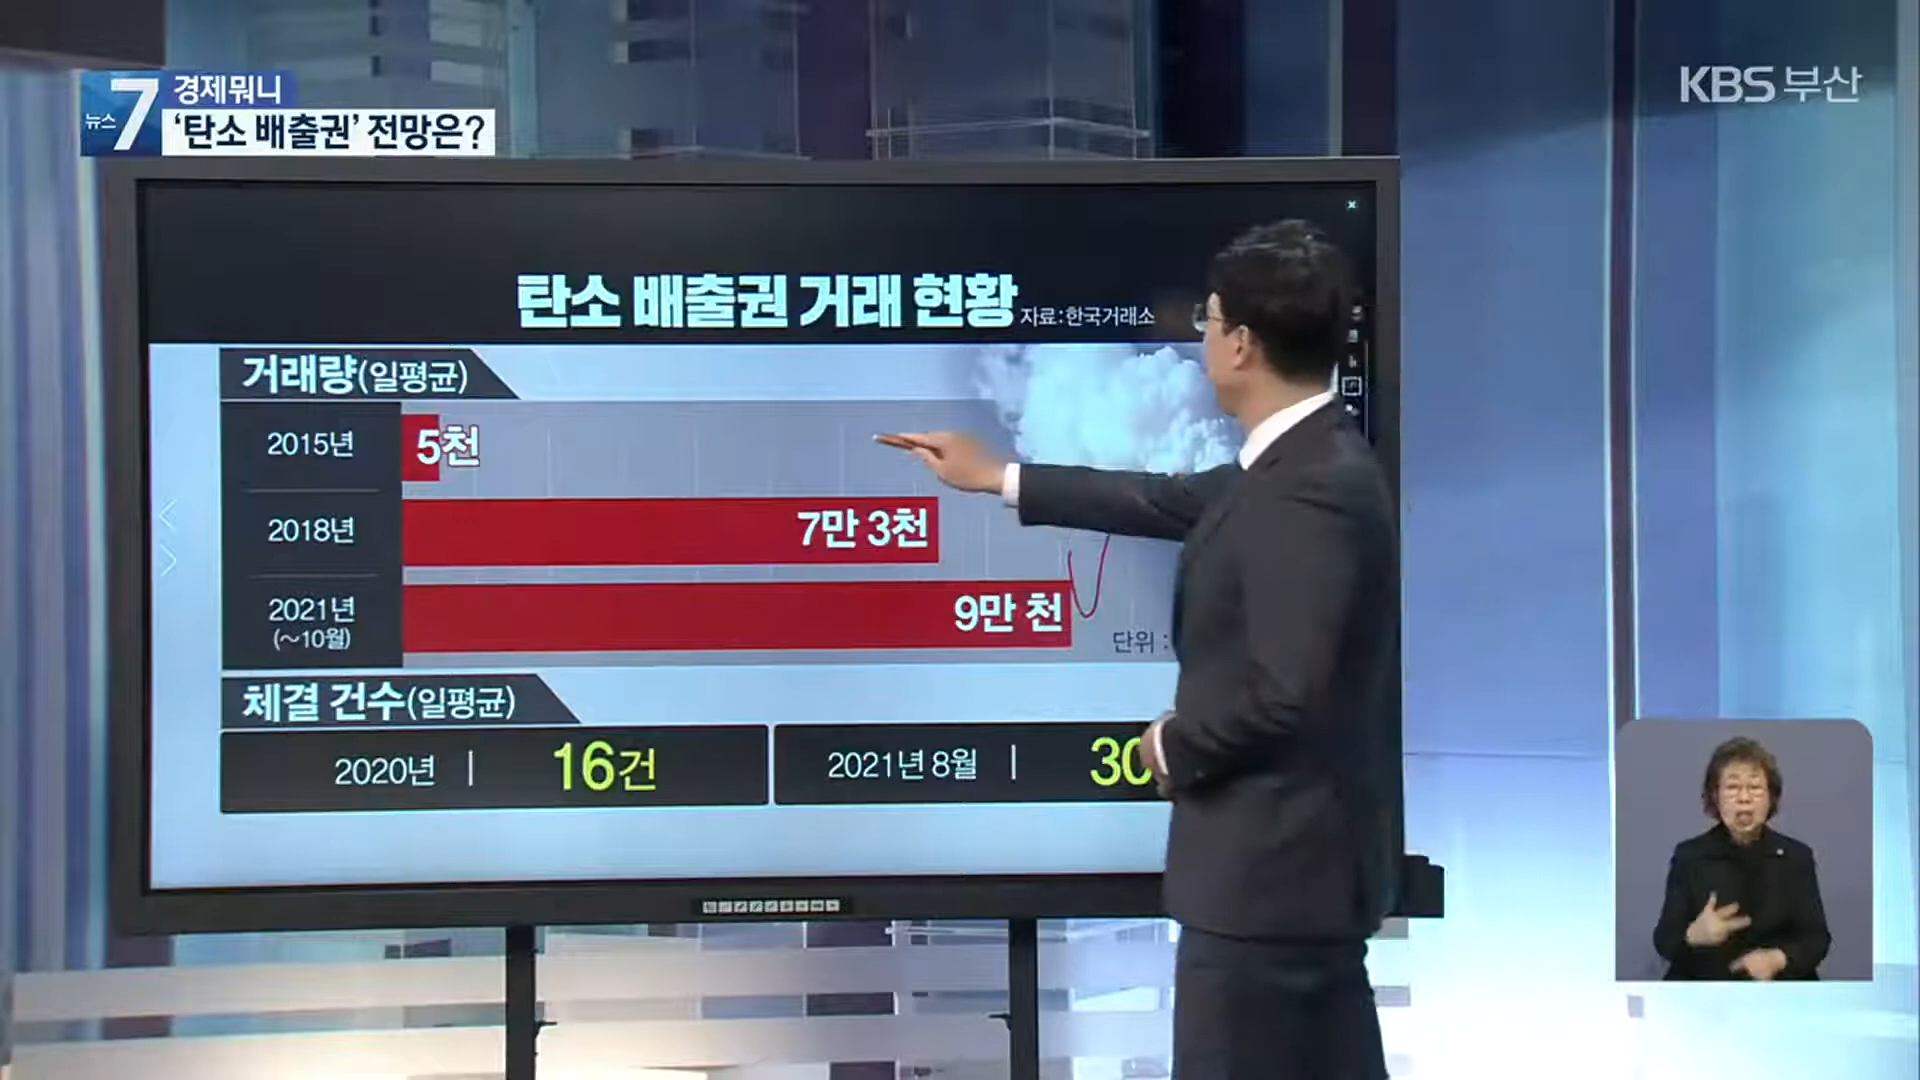 경제뭐니
뉴스 7
‘탄소 배출권’ 전망은?
KBS 부산
탄소 배출권 거래 현황 자료:한국거래소
거래량(일평균)
2015년 5천
2018년 7만 3천
2021년 9만 천
(~10월)
단위 :
체결 건수(일평균)
2020년 | 16건
2021년 8월 | 30